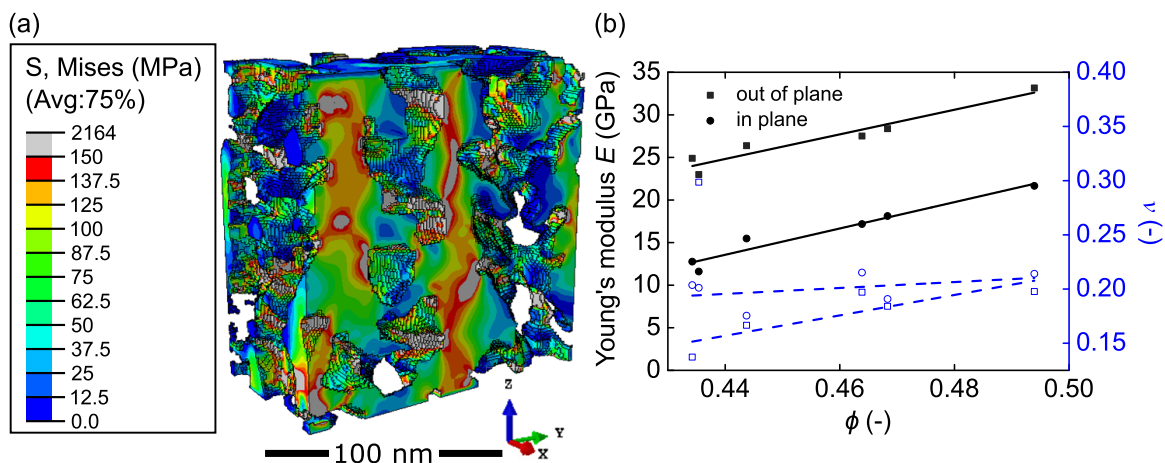 (a)
S, Mises (MPa)
(Avg:75%)
2164
150
137.5
125
100
87.5
75
62.5
50
37.5
25
12.5
0.0
Z
Y
X
100 nm
(b)
Young's modulus E (GPa)
35
30
25
20
15
10
5
0
out of plane
in plane
0.44
0.46
0.48
0.50
ϕ (-)
0.40
0.35
0.30
0.25
0.20
0.15
ν (-)